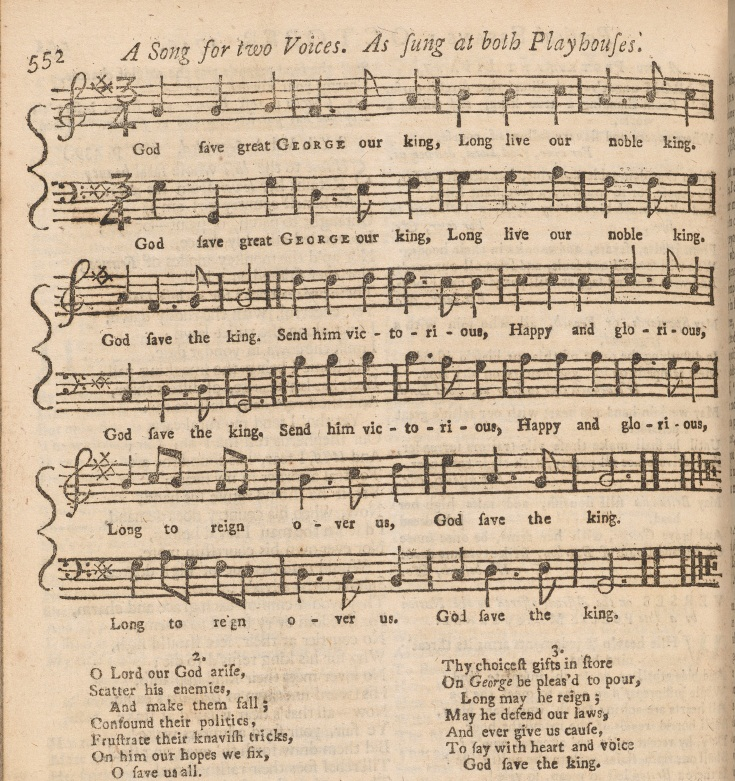 552
A Song for two Voices. As ſung at both Playhouſes.
3
4
God ſave great GEORGE our king, Long live our noble king.
3
4
God ſave great GEORGE our king, Long live our noble king.
God ſave the king. Send him vic - to - ri - ous, Happy and glo - ri - ous,
God ſave the king. Send him vic - to - ri - ous, Happy and glo - ri - ous,
Long to reign o - ver us, God ſave the king.
Long to reign o - ver us. God ſave the king.
2.
O Lord our God ariſe,
Scatter his enemies,
And make them fall;
Confound their politics,
Fruſtrate their knaviſh tricks,
On him our hopes we fix,
O ſave us all.
3.
Thy choiceſt gifts in ſtore
On George be pleas'd to pour,
Long may he reign;
May he defend our laws,
And ever give us cauſe,
To ſay with heart and voice
God ſave the king.